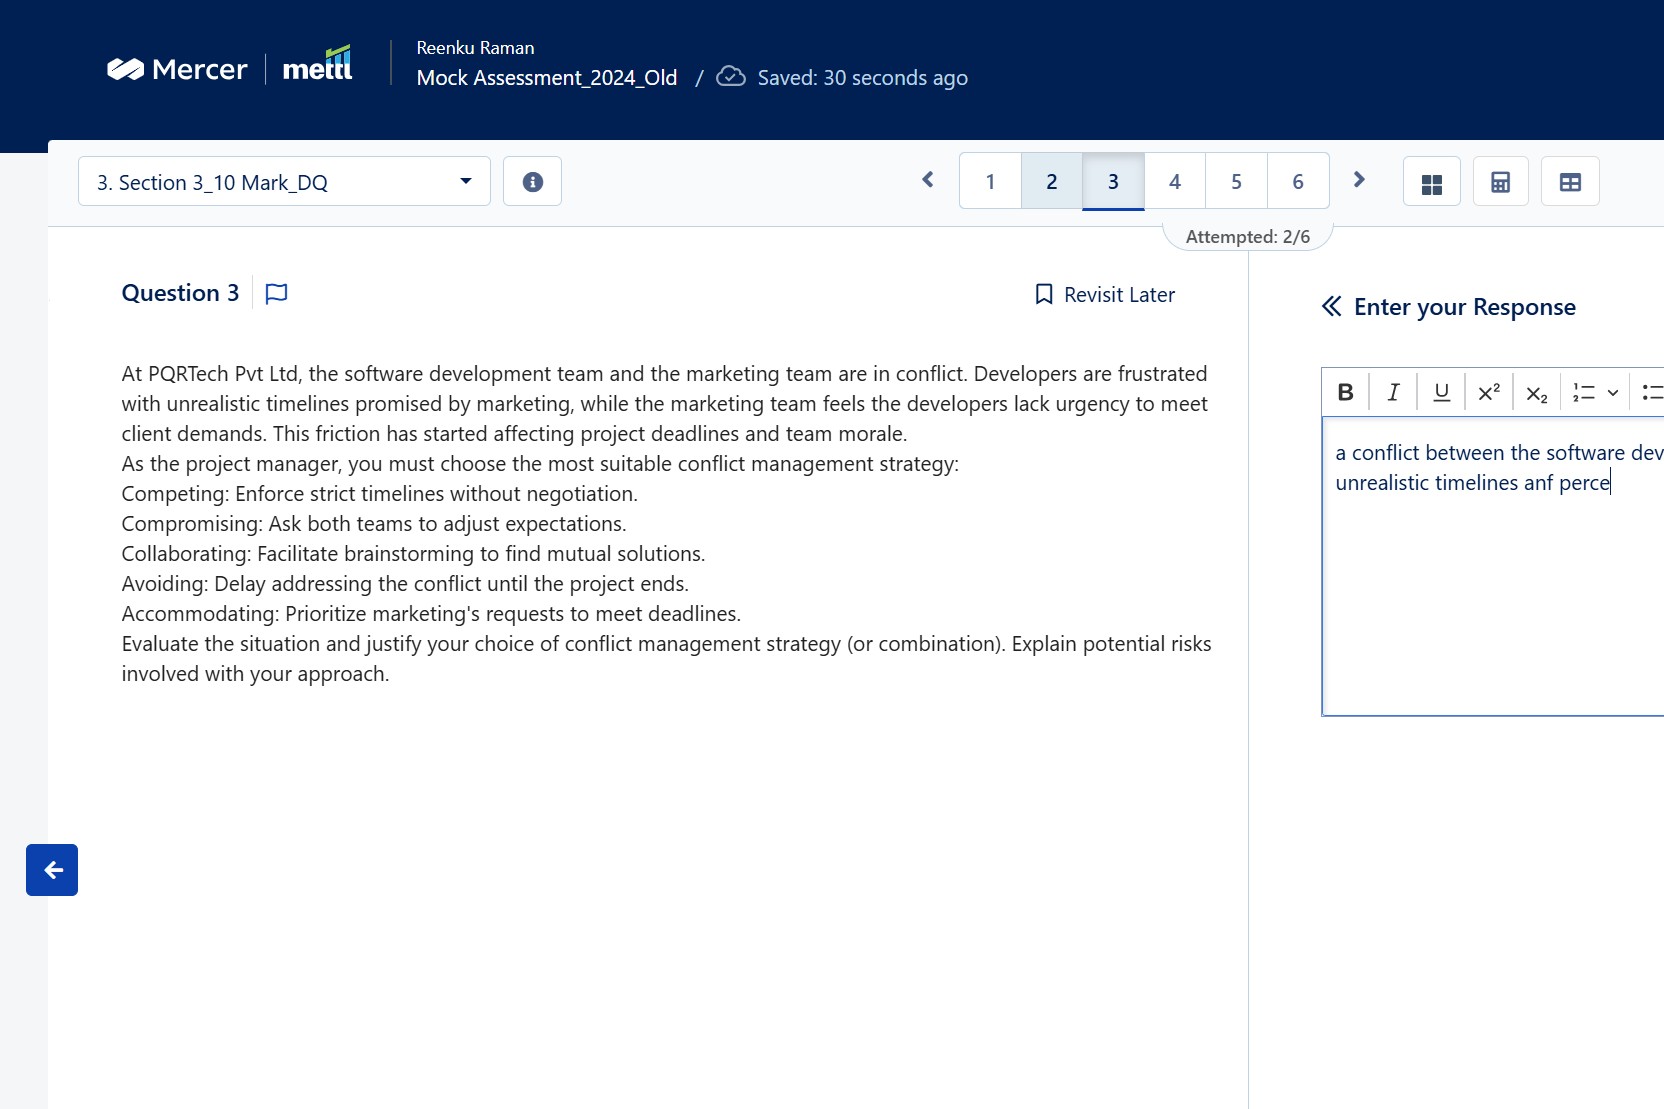 Mercer mettl
Reenku Raman
Mock Assessment_2024_Old / Saved: 30 seconds ago
3. Section 3_10 Mark_DQ
1 2 3 4 5 6
Attempted: 2/6
Question 3
Revisit Later
At PQRTech Pvt Ltd, the software development team and the marketing team are in conflict. Developers are frustrated
with unrealistic timelines promised by marketing, while the marketing team feels the developers lack urgency to meet
client demands. This friction has started affecting project deadlines and team morale.
As the project manager, you must choose the most suitable conflict management strategy:
Competing: Enforce strict timelines without negotiation.
Compromising: Ask both teams to adjust expectations.
Collaborating: Facilitate brainstorming to find mutual solutions.
Avoiding: Delay addressing the conflict until the project ends.
Accommodating: Prioritize marketing's requests to meet deadlines.
Evaluate the situation and justify your choice of conflict management strategy (or combination). Explain potential risks
involved with your approach.
Enter your Response
B I U x² x₂
a conflict between the software dev
unrealistic timelines anf perce